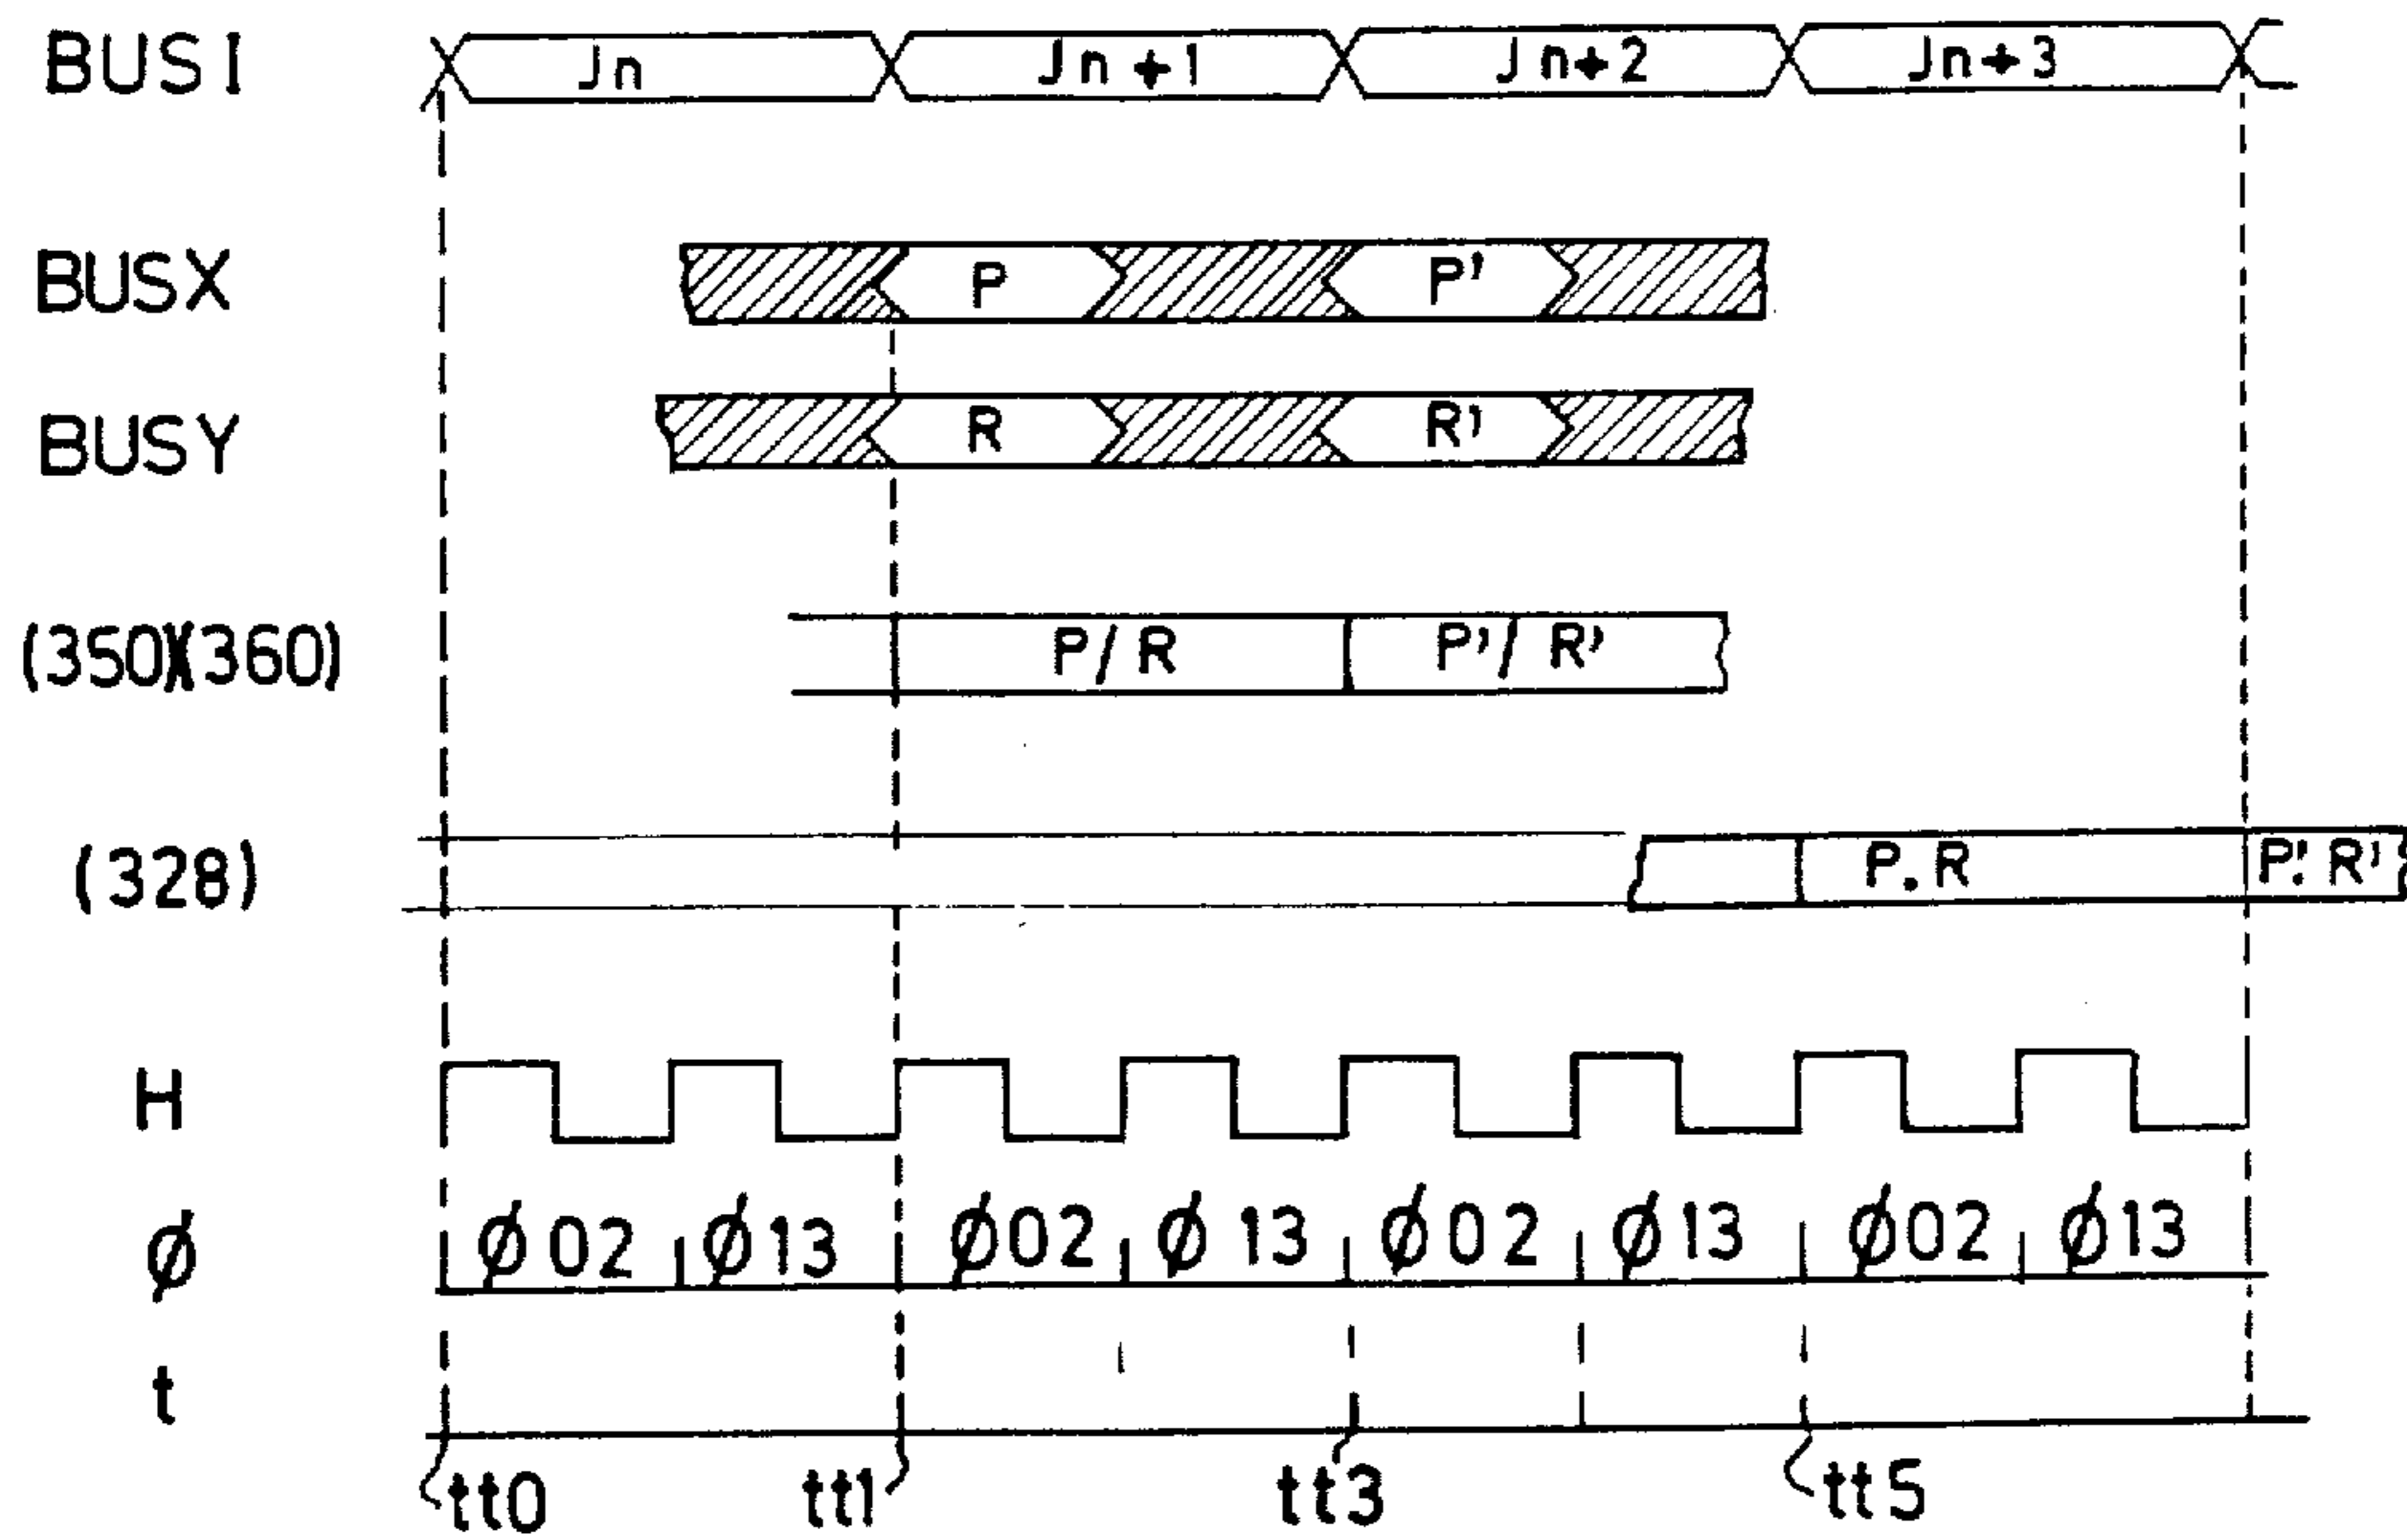 BUSI Jn Jn+1 Jn+2 Jn+3
BUSX P P'
BUSY R R'
(350)(360) P/R P'/R'
(328) P.R P'.R'
H
ϕ ϕ02 ϕ13 ϕ02 ϕ13 ϕ02 ϕ13 ϕ02 ϕ13
t
tt0 tt1 tt3 tt5